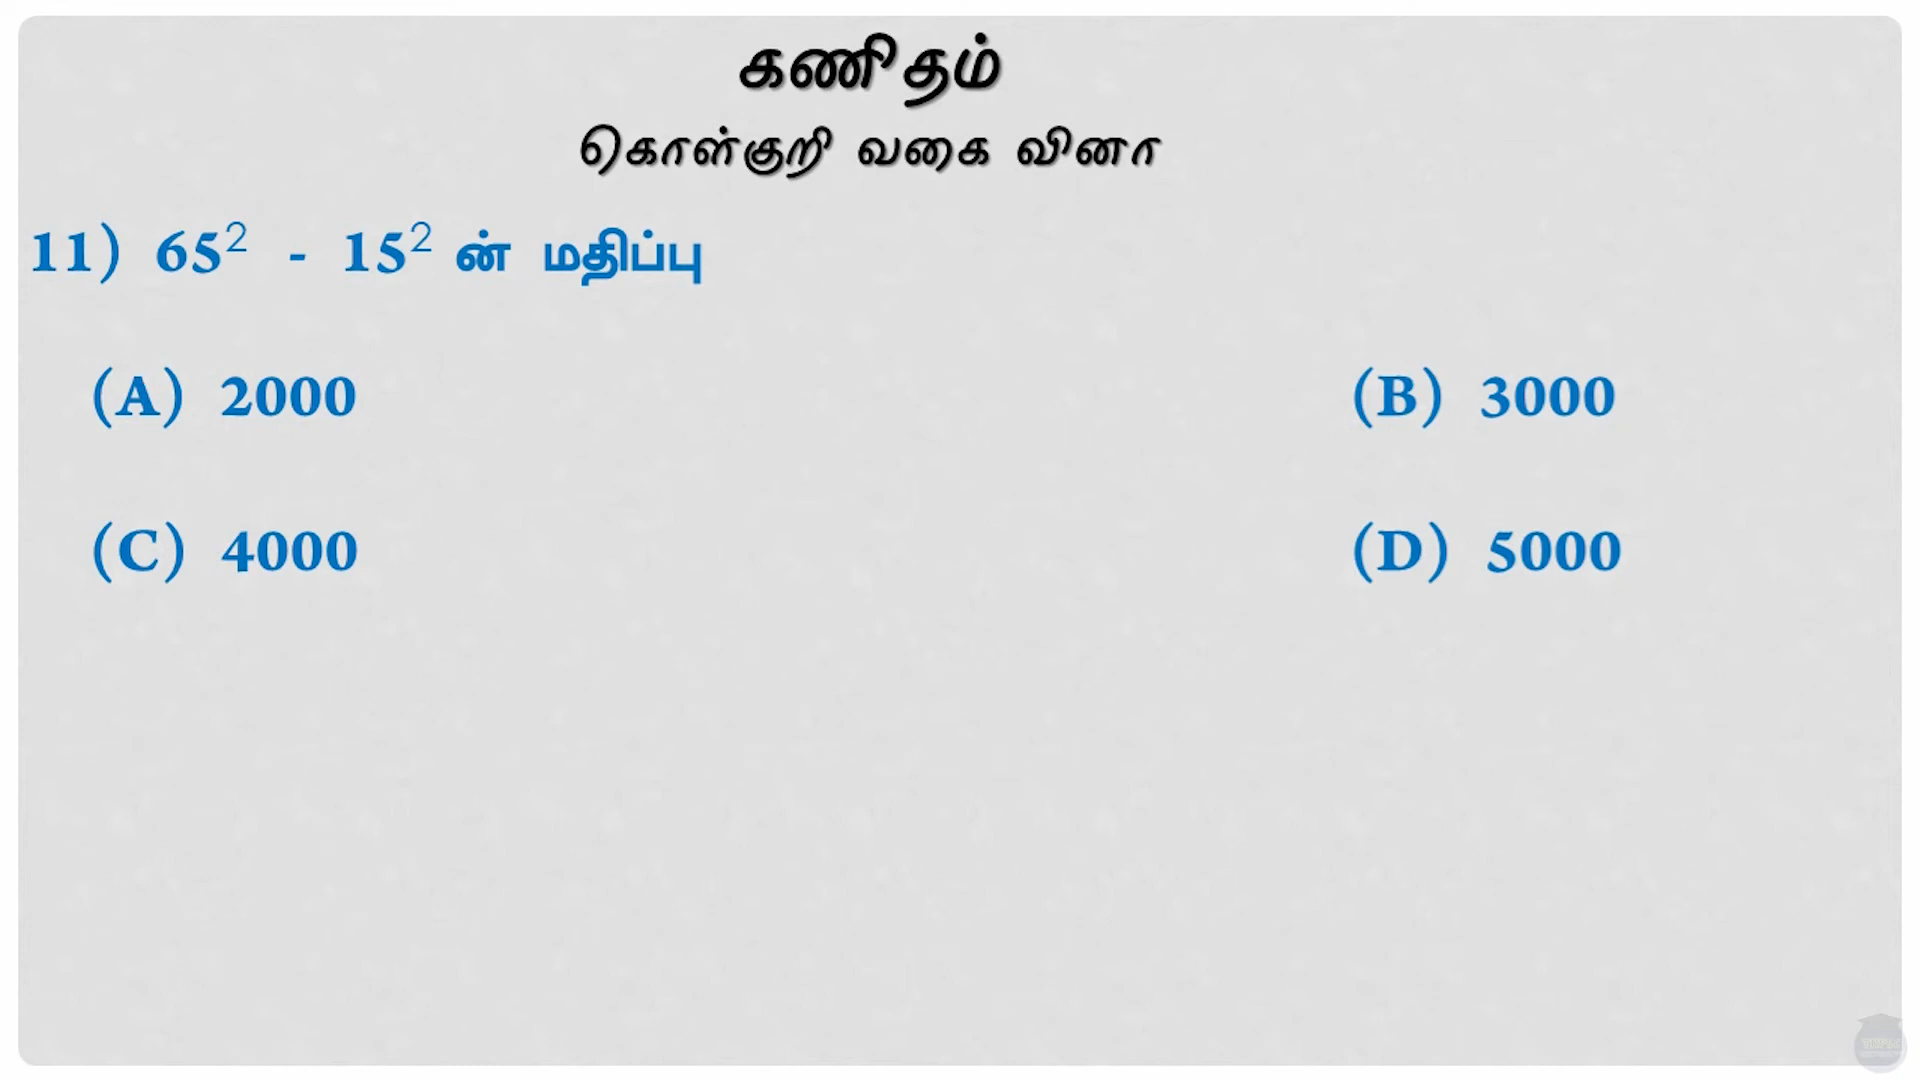 கணிதம்
கொள்குறி வகை வினா
11) 65² - 15² ன் மதிப்பு
(A) 2000 (B) 3000
(C) 4000 (D) 5000